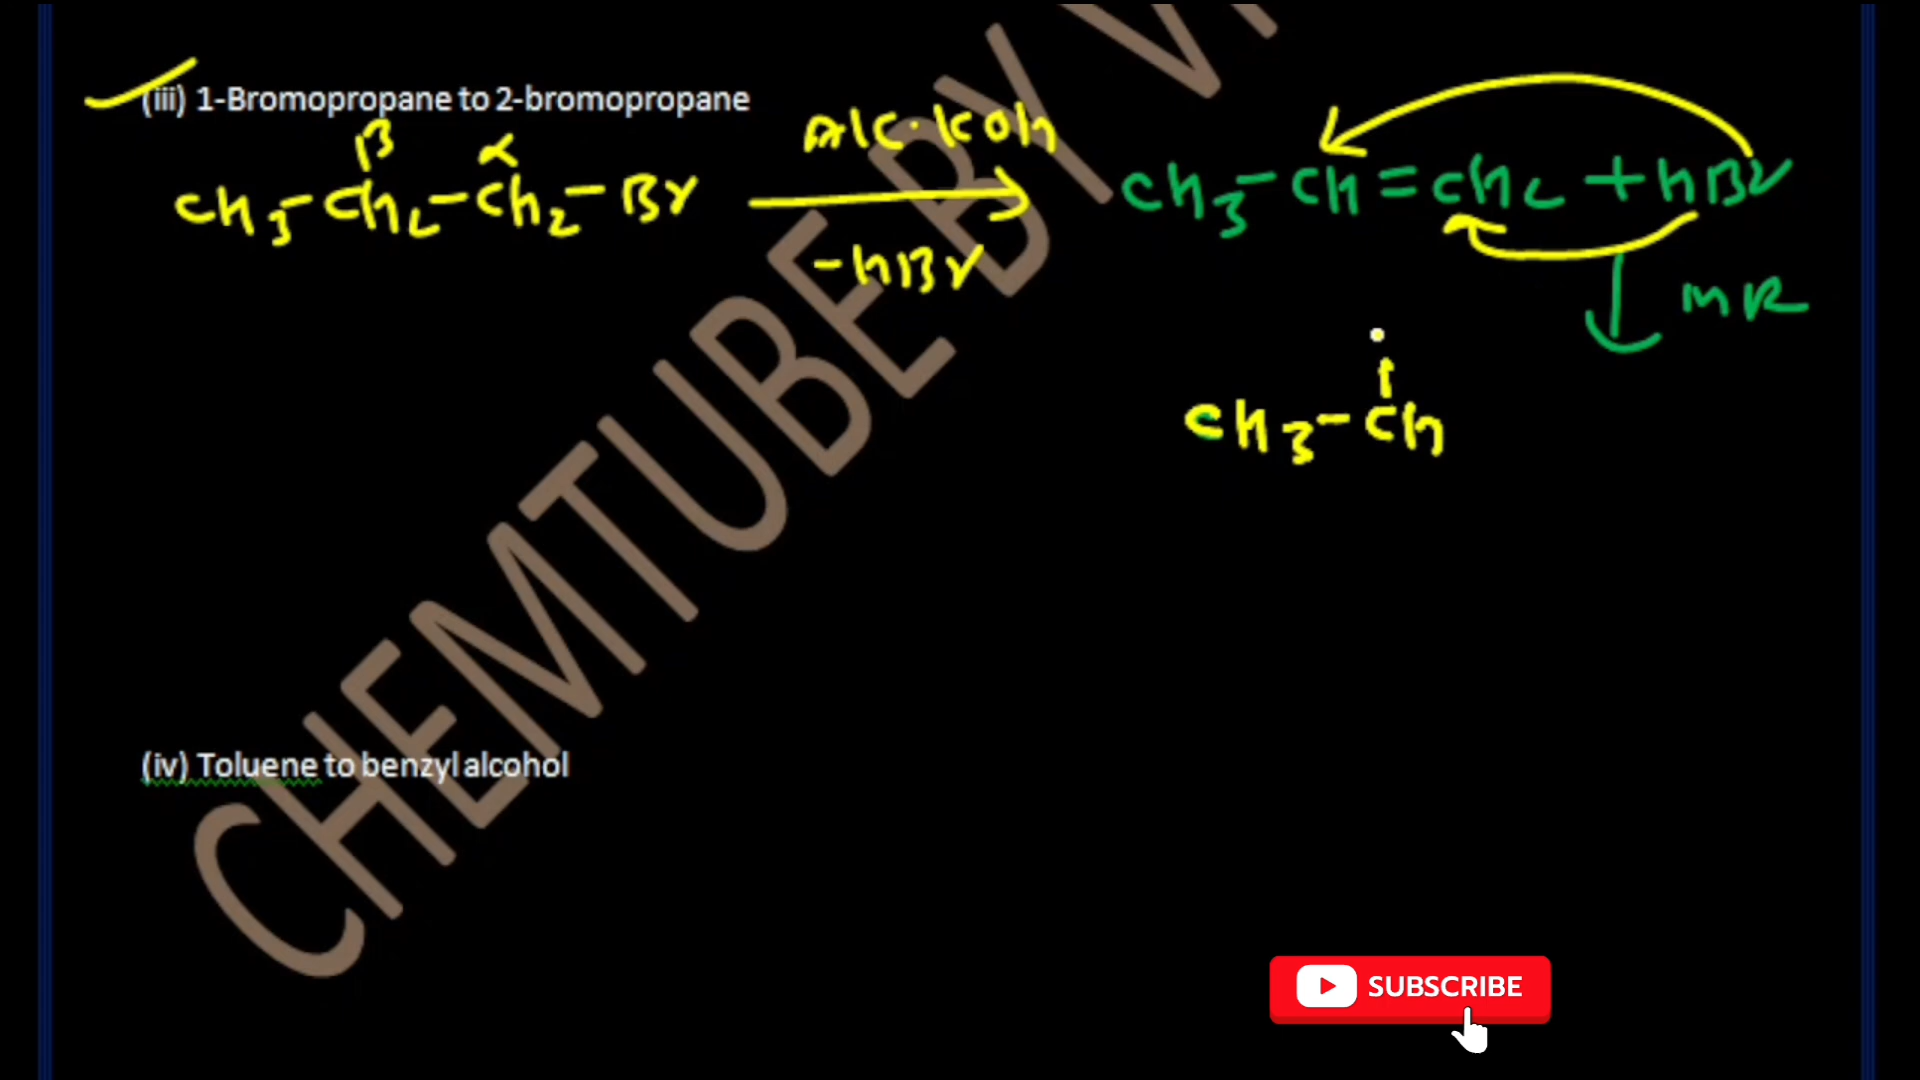 (iii) 1-Bromopropane to 2-bromopropane
β α
CH3-CH2-CH2-Br
Alc. KOH
-HBr
CH3-CH=CH2 + HBr
MR
CH3-CH
(iv) Toluene to benzyl alcohol
CHEMTUBE BY V
SUBSCRIBE